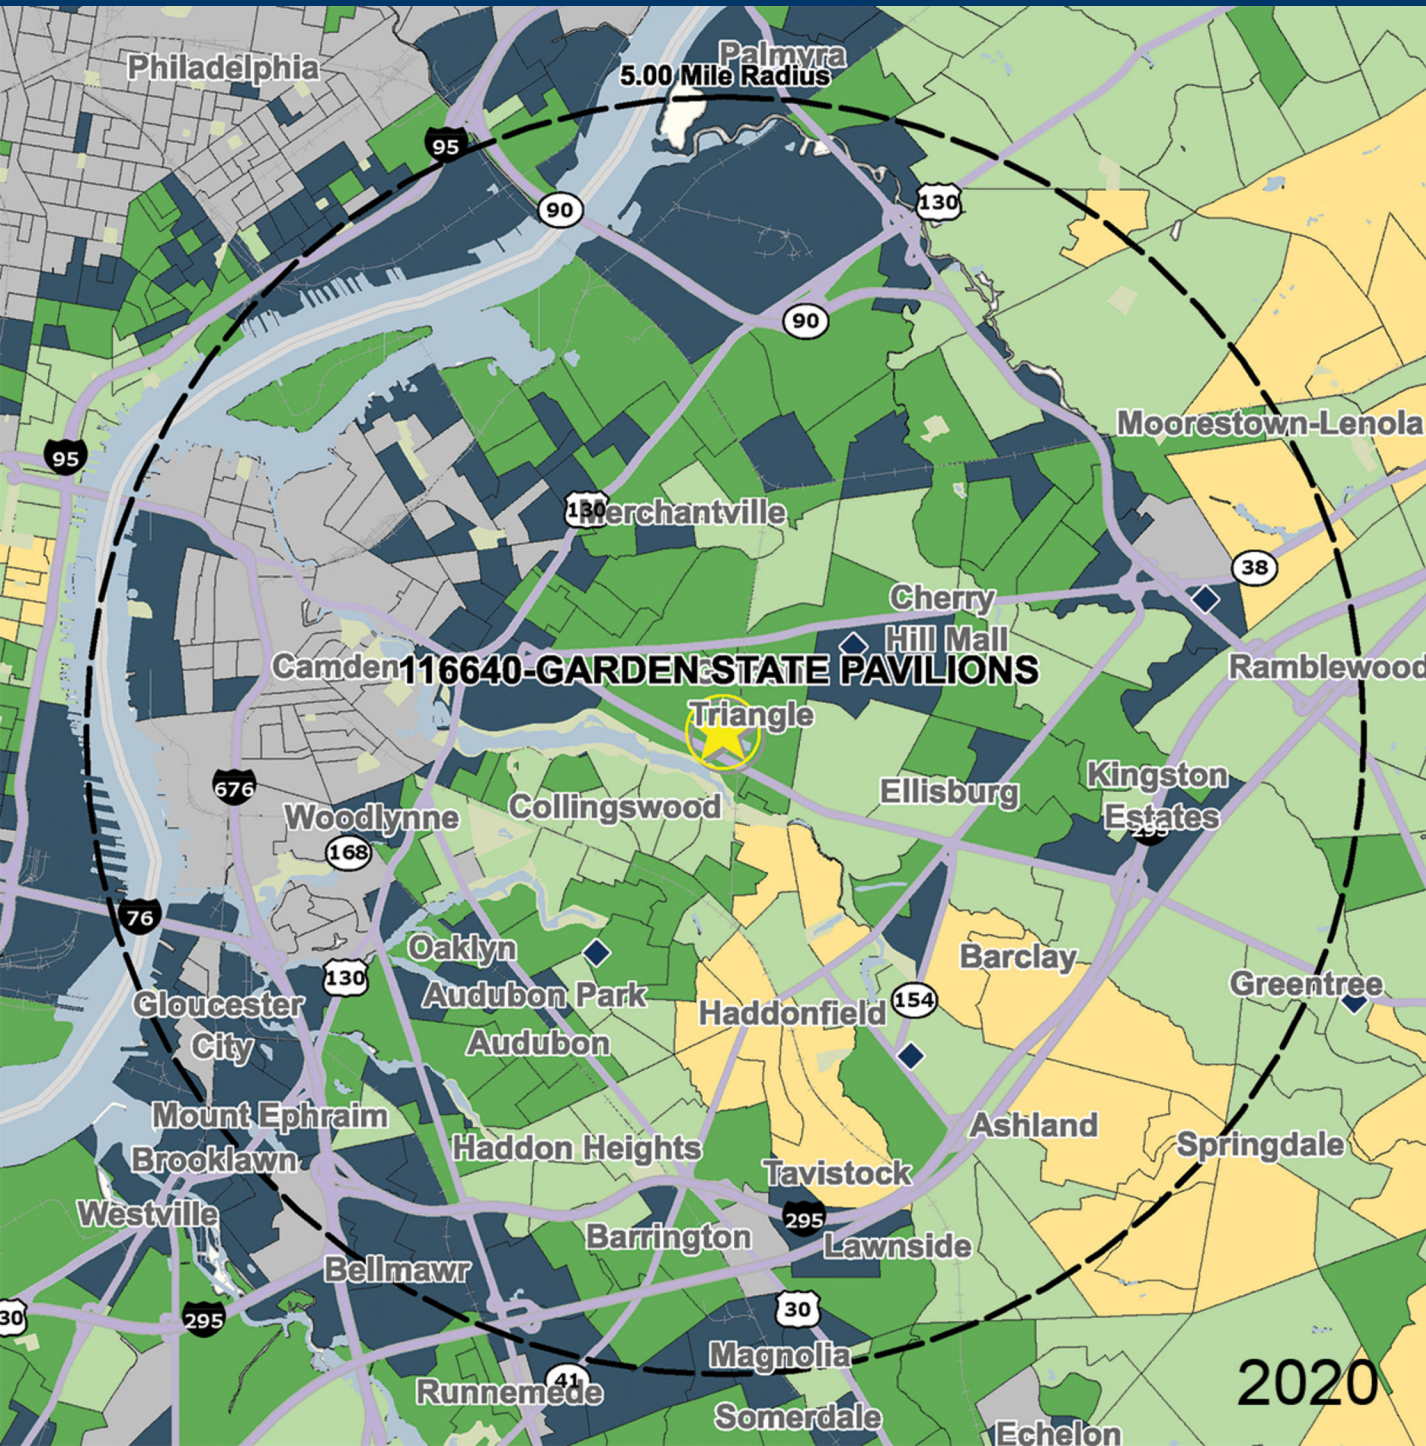 Palmyra
Philadelphia
5.00 Mile Radius
95
90
130
90
Moorestown-Lenola
95
130
Merchantville
38
Cherry
Hill Mall
Camden
116640-GARDEN STATE PAVILIONS
Ramblewood
Triangle
Kingston
Estates
676
Ellisburg
Collingswood
Woodlynne
295
168
76
Oaklyn
Barclay
130
Audubon Park
Greentree
Gloucester
City
154
Haddonfield
Audubon
Mount Ephraim
Ashland
Haddon Heights
Springdale
Brooklawn
Tavistock
Westville
295
Barrington
Lawnside
Bellmawr
30
295
30
Magnolia
41
Runnemede
2020
Somerdale
Echelon